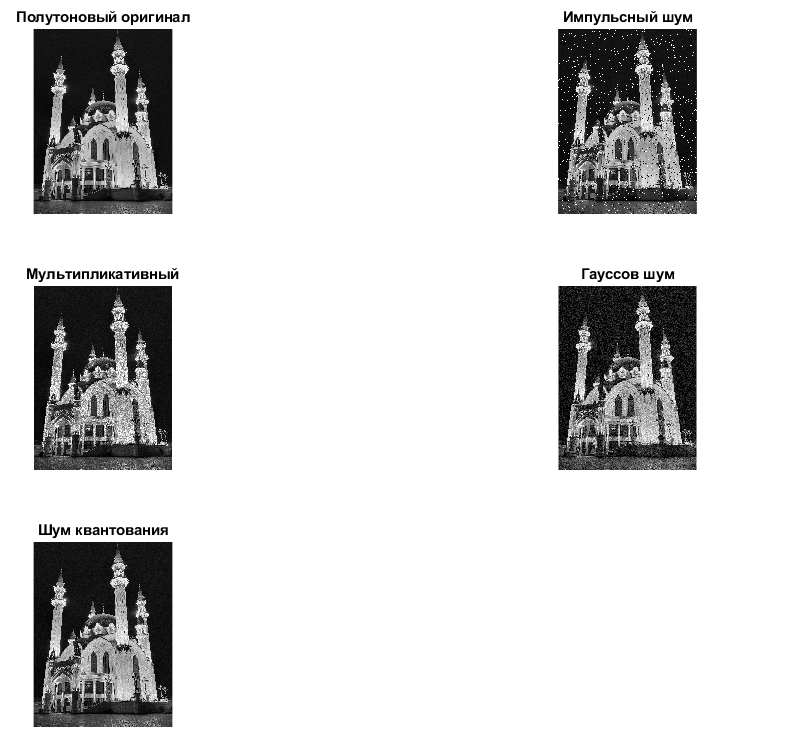 Полутоновый оригинал
Импульсный шум
Мультипликативный
Гауссов шум
Шум квантования